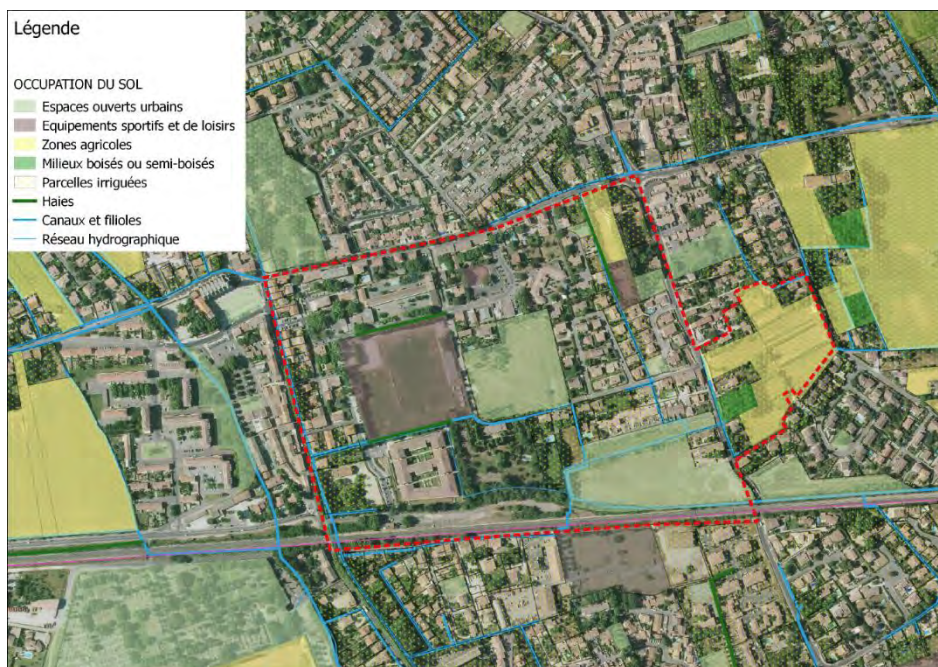 Légende
OCCUPATION DU SOL
Espaces ouverts urbains
Equipements sportifs et de loisirs
Zones agricoles
Milieux boisés ou semi-boisés
Parcelles irriguées
Haies
Canaux et filioles
Réseau hydrographique